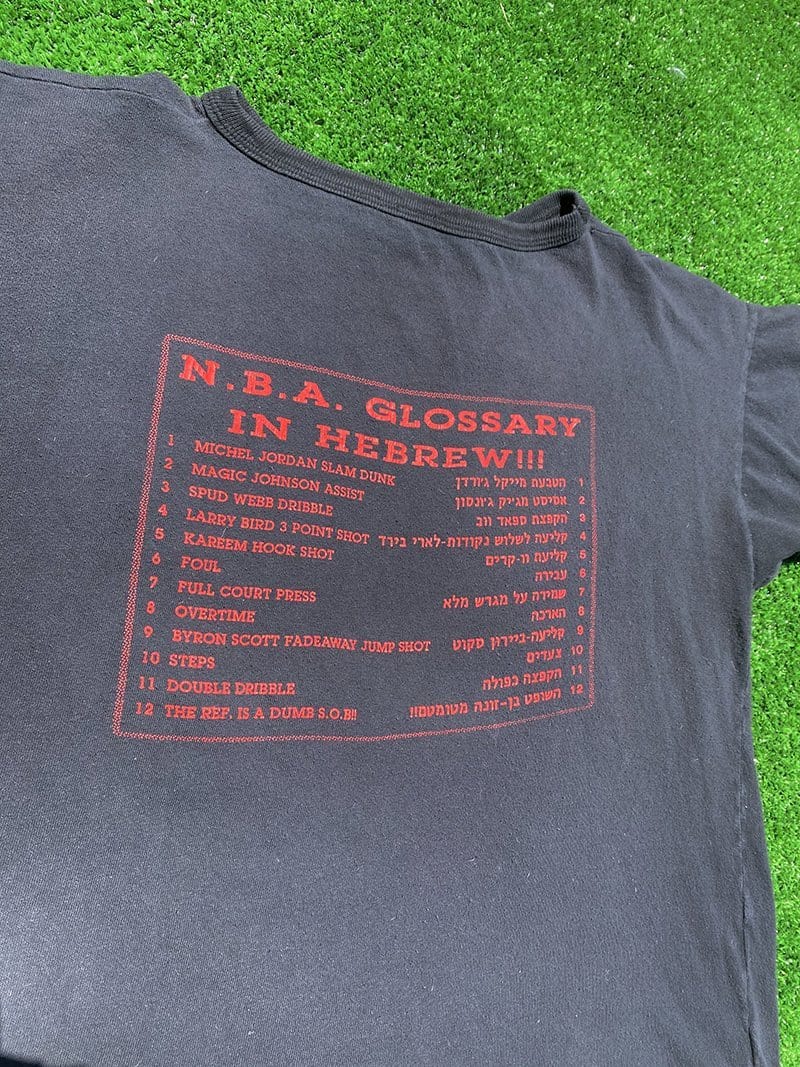 N.B.A. GLOSSARY
IN HEBREW!!!
1 MICHEL JORDAN SLAM DUNK הטבעת מייקל ג׳ורדן 1
2 MAGIC JOHNSON ASSIST אסיסט מג׳יק ג׳ונסון 2
3 SPUD WEBB DRIBBLE הקפצת ספאד ווב 3
4 LARRY BIRD 3 POINT SHOT קליעה לשלוש נקודות-לארי בירד 4
5 KAREEM HOOK SHOT קליעת וו-קרים 5
6 FOUL עבירה 6
7 FULL COURT PRESS שמירה על מגרש מלא 7
8 OVERTIME הארכה 8
9 BYRON SCOTT FADEAWAY JUMP SHOT קליעה-ביירון סקוט 9
10 STEPS צעדים 10
11 DOUBLE DRIBBLE הקפצה כפולה 11
12 THE REF. IS A DUMB S.O.B!! השופט בן-זונה מטומטם!! 12